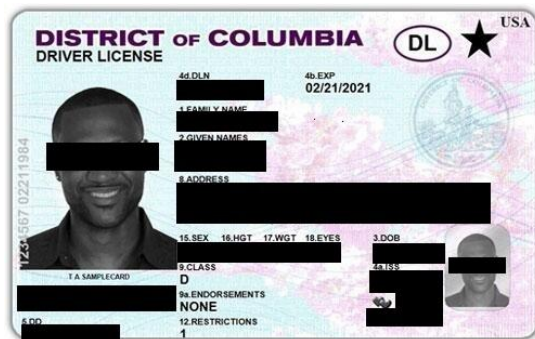 USA
DISTRICT OF COLUMBIA
DL
DRIVER LICENSE
4d.DLN
4b.EXP
02/21/2021
1.FAMILY NAME
2.GIVEN NAMES
8.ADDRESS
1234567 02211984
15.SEX 16.HGT 17.WGT 18.EYES 3.DOB
9.CLASS 4a.ISS
D
T A SAMPLECARD
9a.ENDORSEMENTS
NONE
5.DD
12.RESTRICTIONS
1